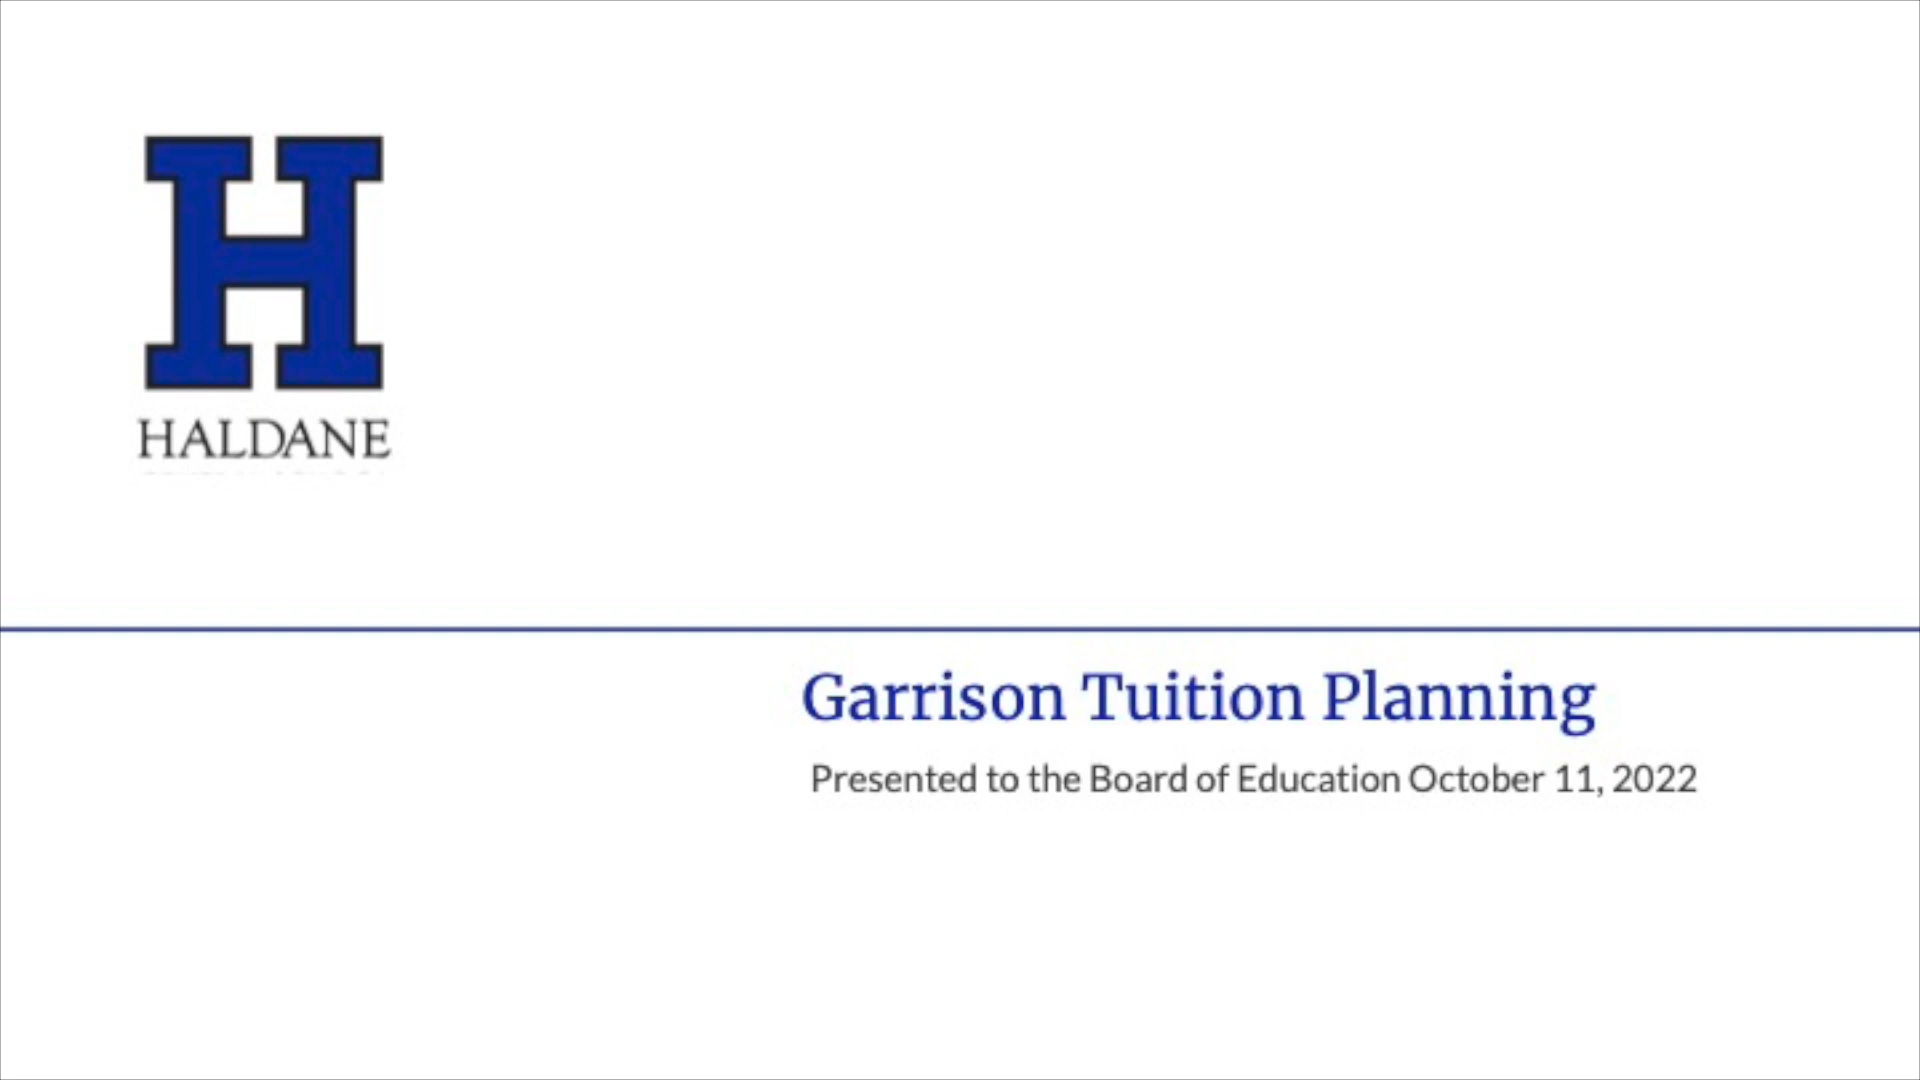 H
HALDANE
Garrison Tuition Planning
Presented to the Board of Education October 11, 2022